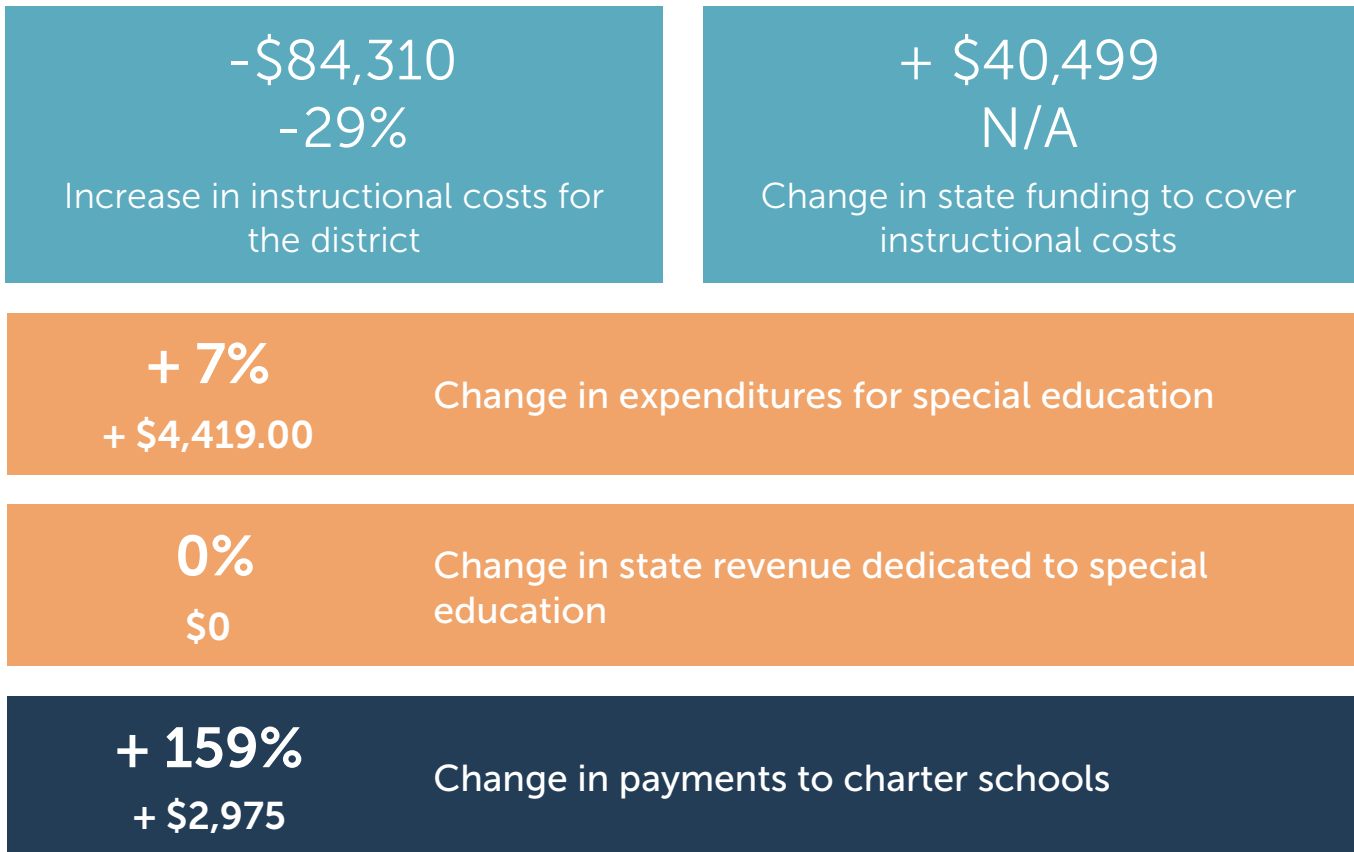 -$84,310
-29%
Increase in instructional costs for
the district
+ $40,499
N/A
Change in state funding to cover
instructional costs
+ 7%
+ $4,419.00
Change in expenditures for special education
0%
$0
Change in state revenue dedicated to special
education
+ 159%
+ $2,975
Change in payments to charter schools